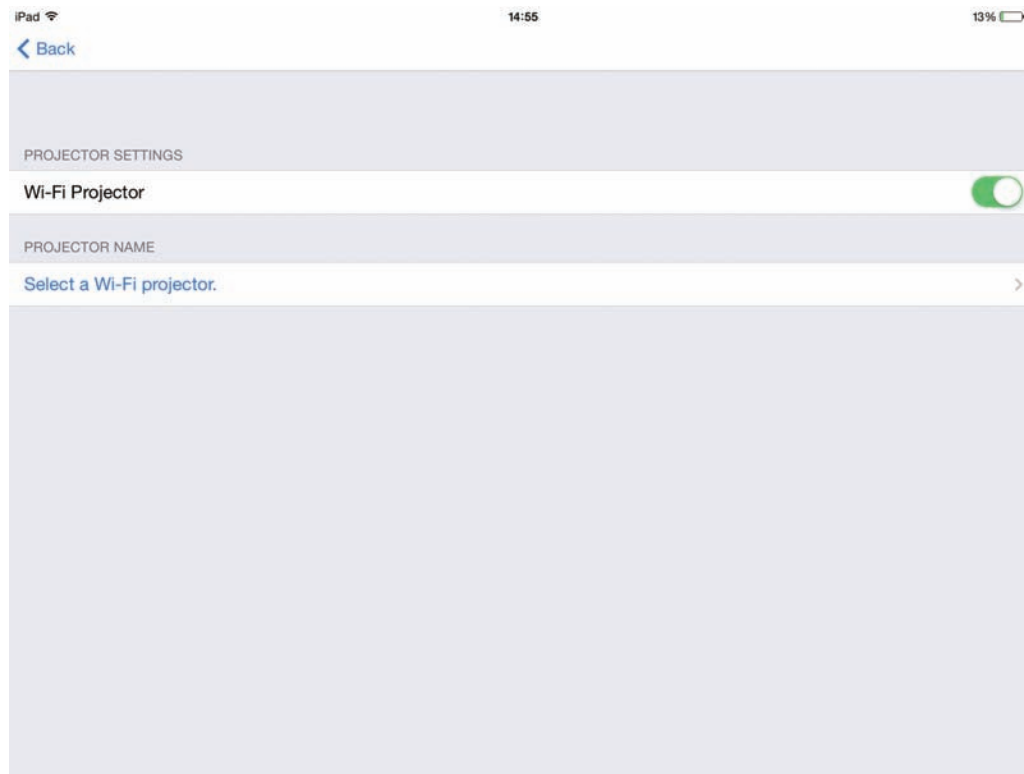 iPad 14:55 13%
Back
PROJECTOR SETTINGS
Wi-Fi Projector
PROJECTOR NAME
Select a Wi-Fi projector.